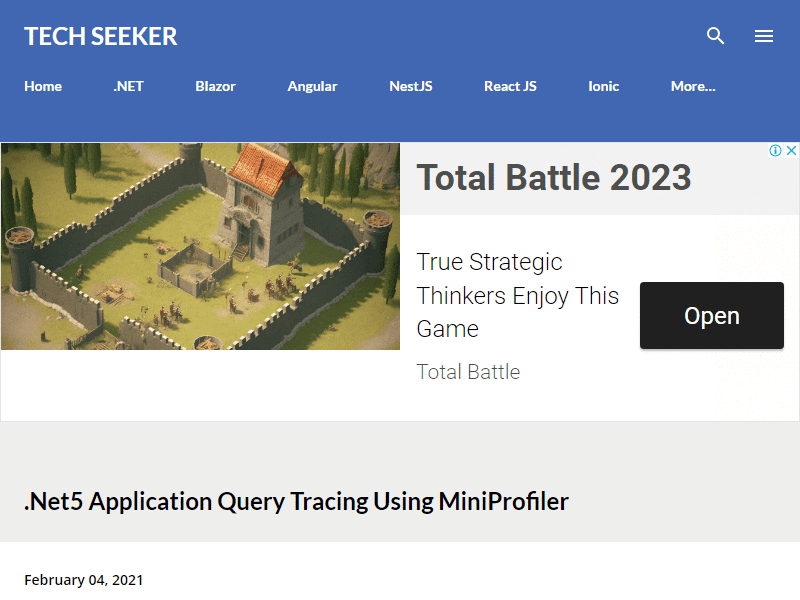 TECH SEEKER
Home .NET Blazor Angular NestJS React JS Ionic More...
Total Battle 2023
True Strategic
Thinkers Enjoy This
Game
Open
Total Battle
.Net5 Application Query Tracing Using MiniProfiler
February 04, 2021